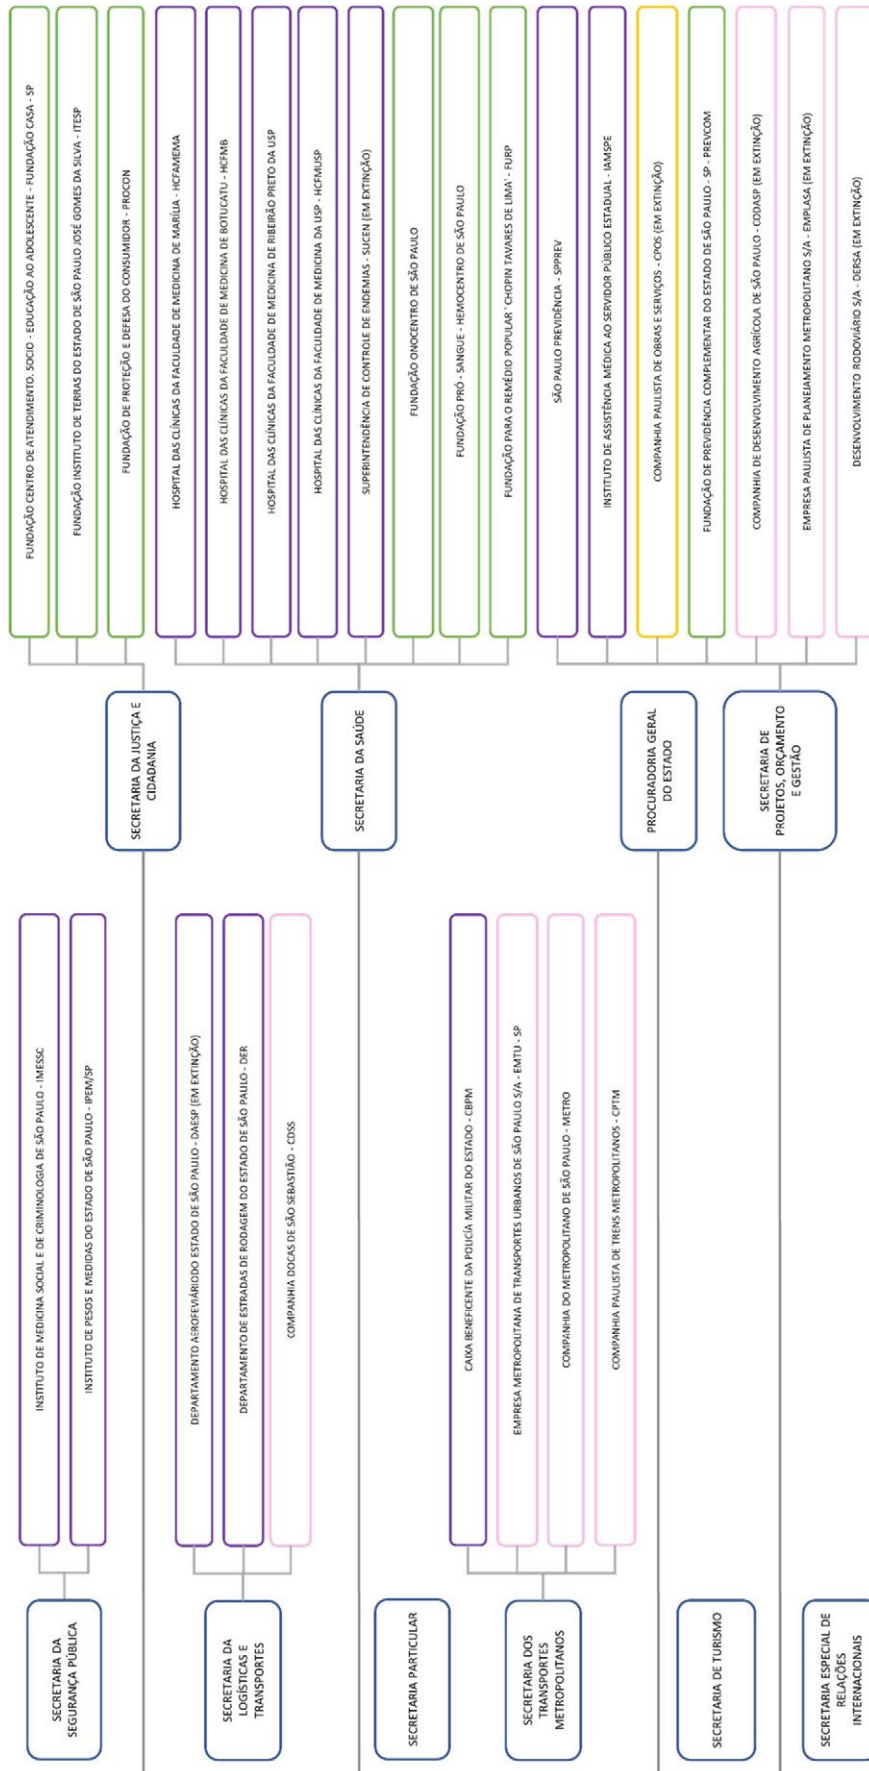 FUNDAÇÃO CENTRO DE ATENDIMENTO. SOCIO - EDUCAÇÃO AO ADOLESCENTE - FUNDAÇÃO CASA - SP
FUNDAÇÃO INSTITUTO DE TERRAS DO ESTADO DE SÃO PAULO JOSÉ GOMES DA SILVA - ITESP
FUNDAÇÃO DE PROTEÇÃO E DEFESA DO CONSUMIDOR - PROCON
HOSPITAL DAS CLÍNICAS DA FACULDADE DE MEDICINA DE MARÍLIA - HCFAMEMA
HOSPITAL DAS CLÍNICAS DA FACULDADE DE MEDICINA DE BOTUCATU - HCFMB
HOSPITAL DAS CLÍNICAS DA FACULDADE DE MEDICINA DE RIBEIRÃO PRETO DA USP
HOSPITAL DAS CLÍNICAS DA FACULDADE DE MEDICINA DA USP - HCFMUSP
SUPERINTENDÊNCIA DE CONTROLE DE ENDEMIAS - SUCEN (EM EXTINÇÃO)
FUNDAÇÃO ONOCENTRO DE SÃO PAULO
FUNDAÇÃO PRÓ - SANGUE - HEMOCENTRO DE SÃO PAULO
FUNDAÇÃO PARA O REMÉDIO POPULAR ' CHOPIN TAVARES DE LIMA' - FURP
SÃO PAULO PREVIDÊNCIA - SPPREV
INSTITUTO DE ASSISTÊNCIA MÉDICA AO SERVIDOR PÚBLICO ESTADUAL - IAMSPE
COMPANHIA PAULISTA DE OBRAS E SERVIÇOS - CPOS (EM EXTINÇÃO)
FUNDAÇÃO DE PREVIDÊNCIA COMPLEMENTAR DO ESTADO DE SÃO PAULO - SP - PREVCOM
COMPANHIA DE DESENVOLVIMENTO AGRÍCOLA DE SÃO PAULO - CODASP (EM EXTINÇÃO)
EMPRESA PAULISTA DE PLANEJAMENTO METROPOLITANO S/A - EMPLASA (EM EXTINÇÃO)
DESENVOLVIMENTO RODOVIÁRIO S/A - DERSA (EM EXTINÇÃO)
SECRETARIA DA JUSTIÇA E
CIDADANIA
SECRETARIA DA SAÚDE
PROCURADORIA GERAL
DO ESTADO
SECRETARIA DE
PROJETOS, ORÇAMENTO
E GESTÃO
INSTITUTO DE MEDICINA SOCIAL E DE CRIMINOLOGIA DE SÃO PAULO - IMESSC
INSTITUTO DE PESOS E MEDIDAS DO ESTADO DE SÃO PAULO - IPEM/SP
DEPARTAMENTO AEROFEVIÁRIODO ESTADO DE SÃO PAULO - DAESP (EM EXTINÇÃO)
DEPARTAMENTO DE ESTRADAS DE RODAGEM DO ESTADO DE SÃO PAULO - DER
COMPANHIA DOCAS DE SÃO SEBASTIÃO - CDSS
CAIXA BENEFICENTE DA POLICÍA MILITAR DO ESTADO - CBPM
EMPRESA METROPOLITANA DE TRANSPORTES URBANOS DE SÃO PAULO S/A - EMTU - SP
COMPANHIA DO METROPOLITANO DE SÃO PAULO - METRO
COMPANHIA PAULISTA DE TRENS METROPOLITANOS - CPTM
SECRETARIA DA
SEGURANÇA PÚBLICA
SECRETARIA DA
LOGÍSTICAS E
TRANSPORTES
SECRETARIA PARTICULAR
SECRETARIA DOS
TRANSPORTES
METROPOLITANOS
SECRETARIA DE TURISMO
SECRETARIA ESPECIAL DE
RELAÇÕES
INTERNACIONAIS